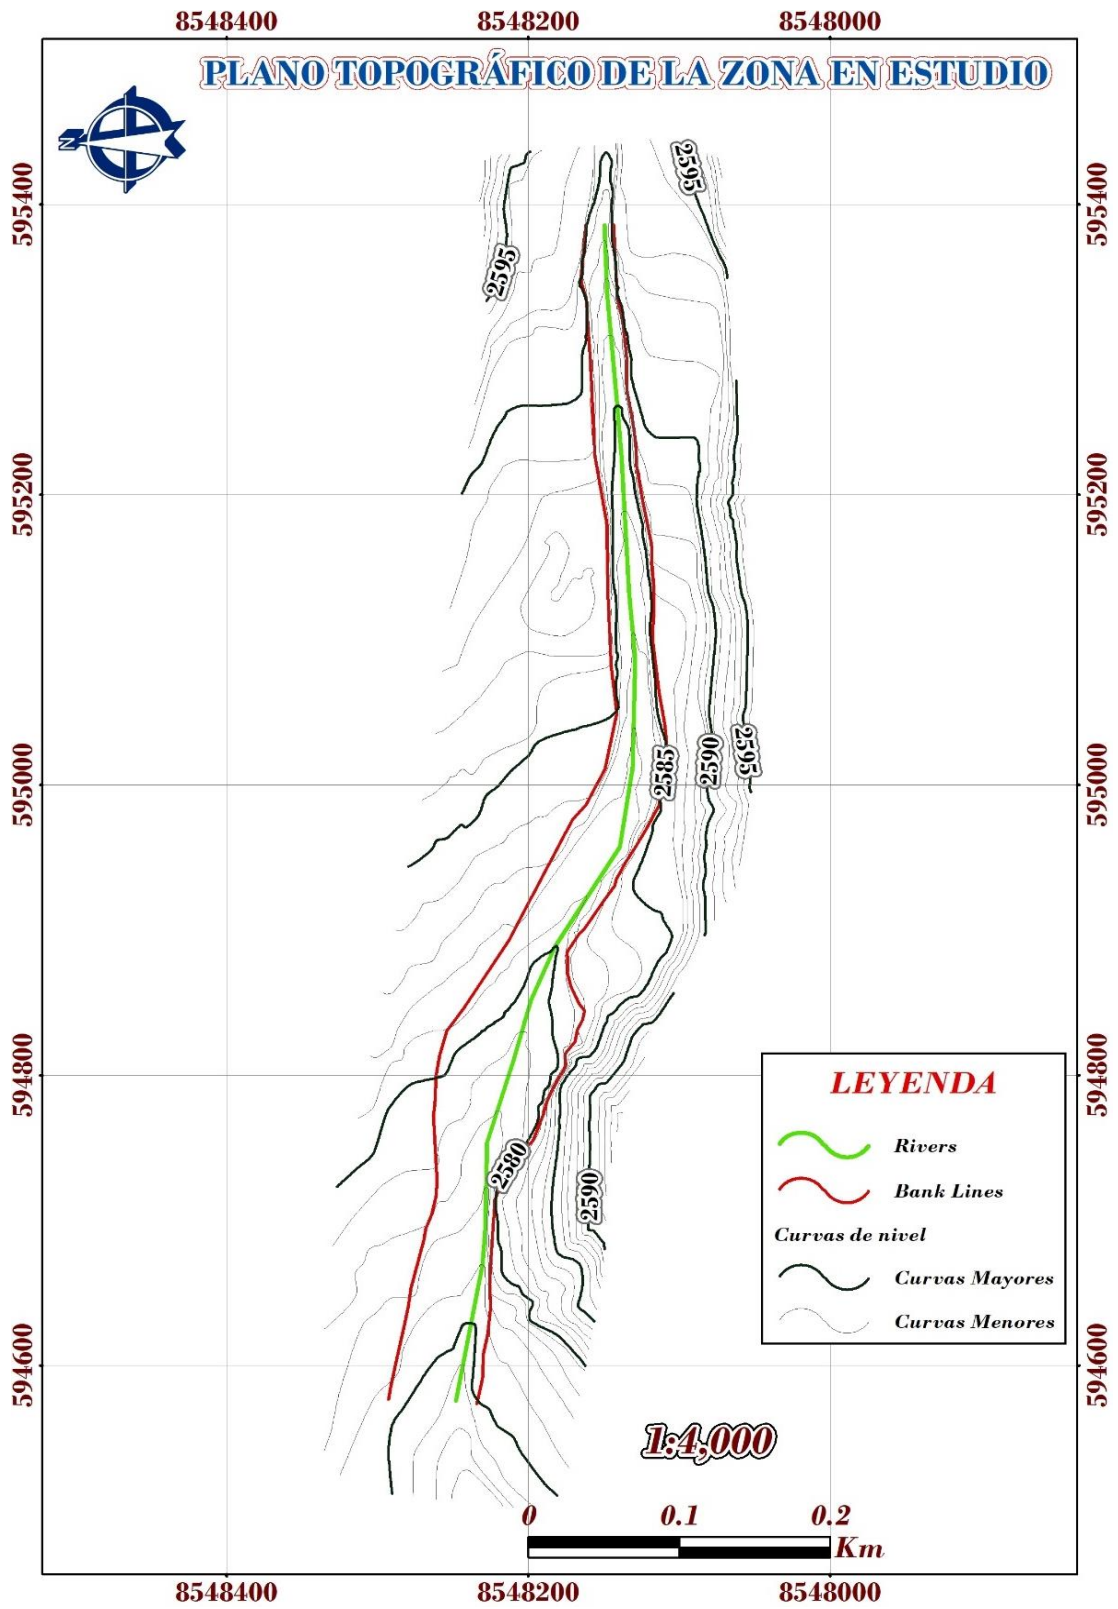 8548400 8548200 8548000
PLANO TOPOGRÁFICO DE LA ZONA EN ESTUDIO
N
2595
595400 595400
2595
595200 595200
2585
2590
2595
595000 595000
594800 594800
2580
2590
LEYENDA
Rivers
Bank Lines
Curvas de nivel
Curvas Mayores
Curvas Menores
594600 594600
1:4,000
0 0.1 0.2
Km
8548400 8548200 8548000